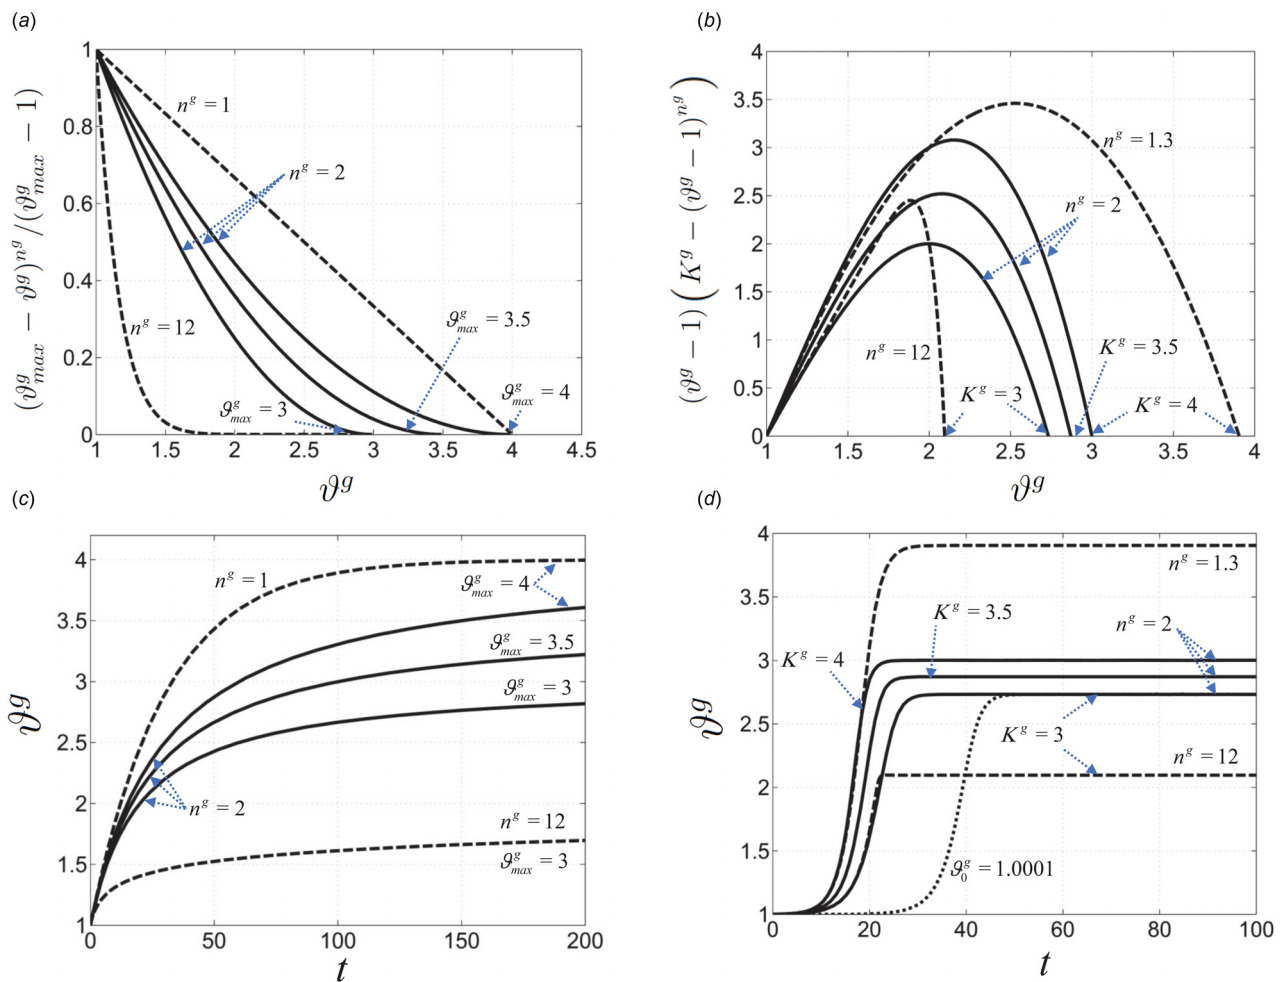 (a)
(ϑ^g_max − ϑ^g)^{n^g}/(ϑ^g_max − 1)
1
0.8
0.6
0.4
0.2
0
n^g = 1
n^g = 2
n^g = 12
ϑ^g_max = 3.5
ϑ^g_max = 3
ϑ^g_max = 4
1 1.5 2 2.5 3 3.5 4 4.5
ϑ^g
(b)
(ϑ^g − 1)(K^g − (ϑ^g − 1)^{n^g})
4
3.5
3
2.5
2
1.5
1
0.5
0
n^g = 1.3
n^g = 2
n^g = 12
K^g = 3.5
K^g = 3
K^g = 4
1 1.5 2 2.5 3 3.5 4
ϑ^g
(c)
ϑ^g
4
3.5
3
2.5
2
1.5
1
n^g = 1
ϑ^g_max = 4
ϑ^g_max = 3.5
ϑ^g_max = 3
n^g = 2
n^g = 12
ϑ^g_max = 3
0 50 100 150 200
t
(d)
ϑ^g
4
3
2
1
n^g = 1.3
K^g = 3.5
n^g = 2
K^g = 4
K^g = 3
n^g = 12
ϑ^g_0 = 1.0001
0 20 40 60 80 100
t